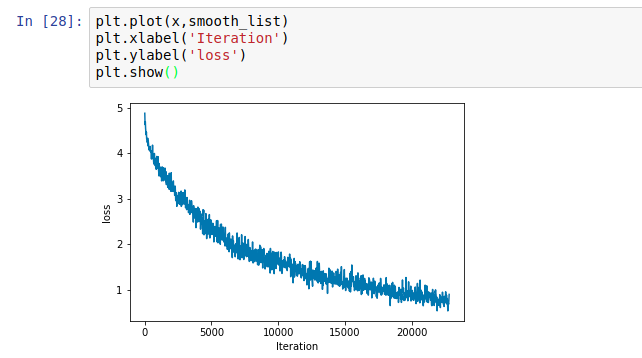 In [28]: plt.plot(x,smooth_list)
plt.xlabel('Iteration')
plt.ylabel('loss')
plt.show()
5
4
3
2
1
loss
0 5000 10000 15000 20000
Iteration